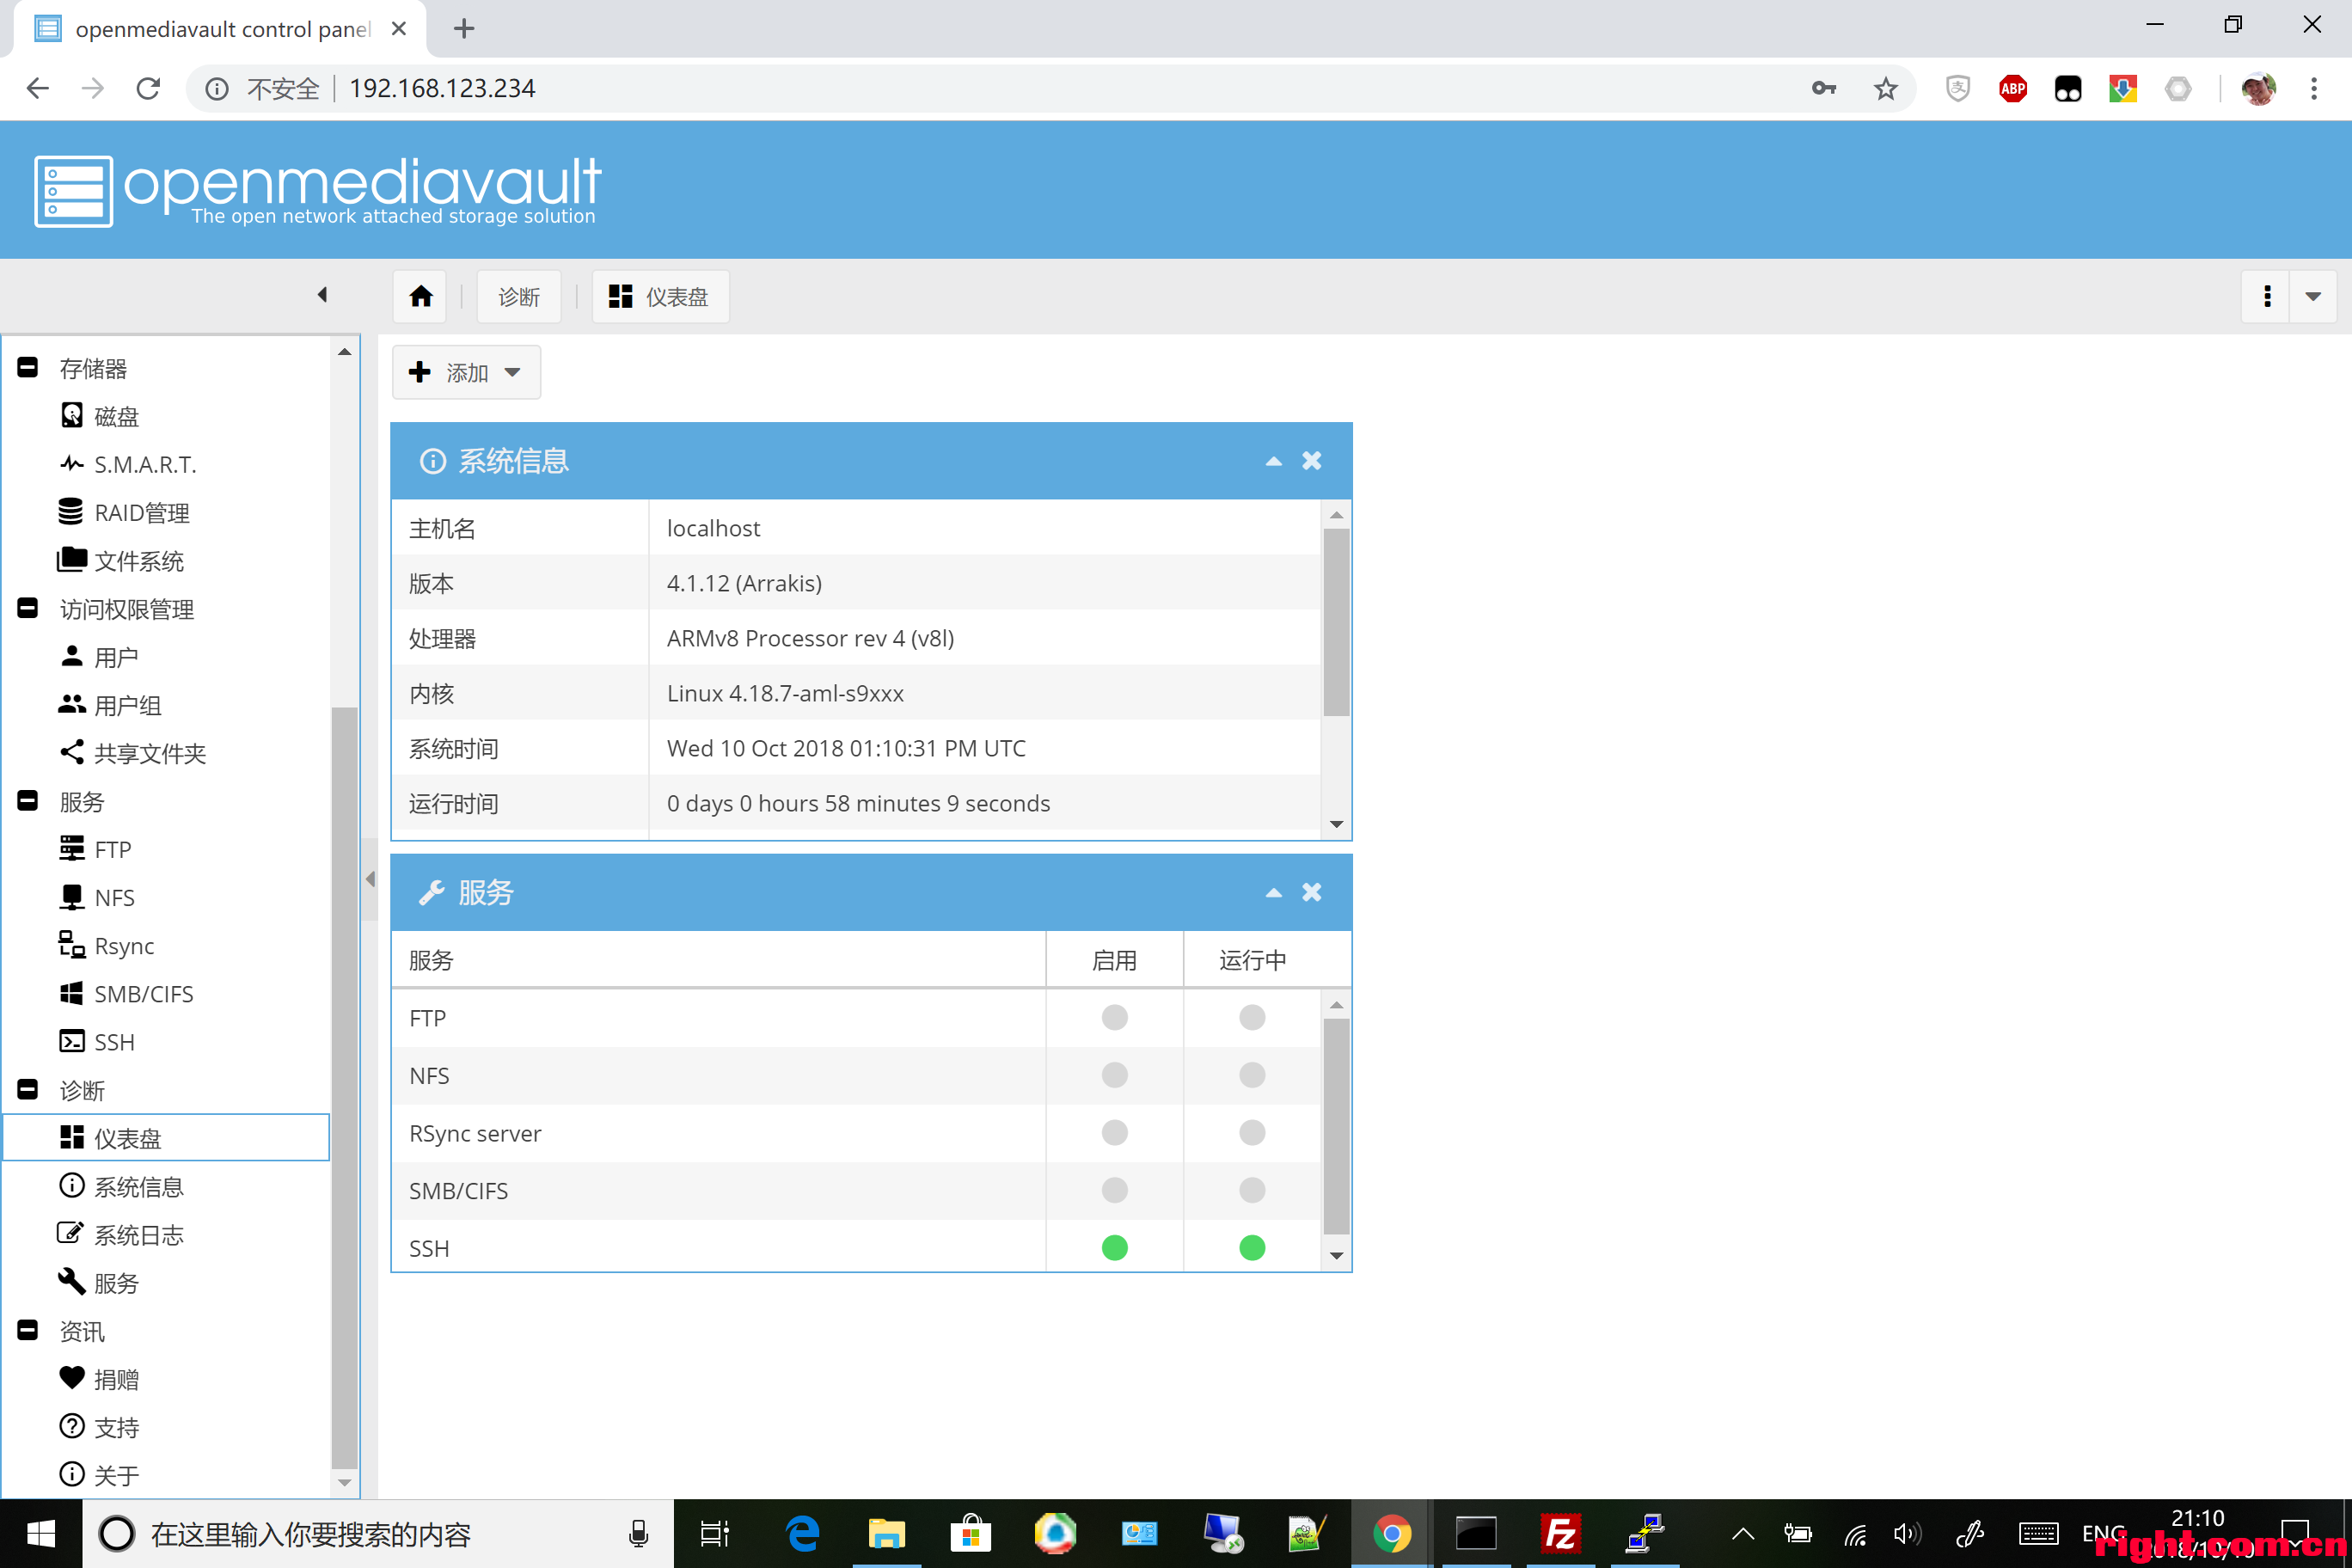 openmediavault control panel
不安全 | 192.168.123.234
ABP
openmediavault
The open network attached storage solution
诊断
仪表盘
存储器
磁盘
S.M.A.R.T.
RAID管理
文件系统
访问权限管理
用户
用户组
共享文件夹
服务
FTP
NFS
Rsync
SMB/CIFS
SSH
诊断
仪表盘
系统信息
系统日志
服务
资讯
捐赠
支持
关于
添加
系统信息
主机名 localhost
版本 4.1.12 (Arrakis)
处理器 ARMv8 Processor rev 4 (v8l)
内核 Linux 4.18.7-aml-s9xxx
系统时间 Wed 10 Oct 2018 01:10:31 PM UTC
运行时间 0 days 0 hours 58 minutes 9 seconds
服务
服务 启用 运行中
FTP
NFS
RSync server
SMB/CIFS
SSH
在这里输入你要搜索的内容
ENG
21:10
right.com.cn